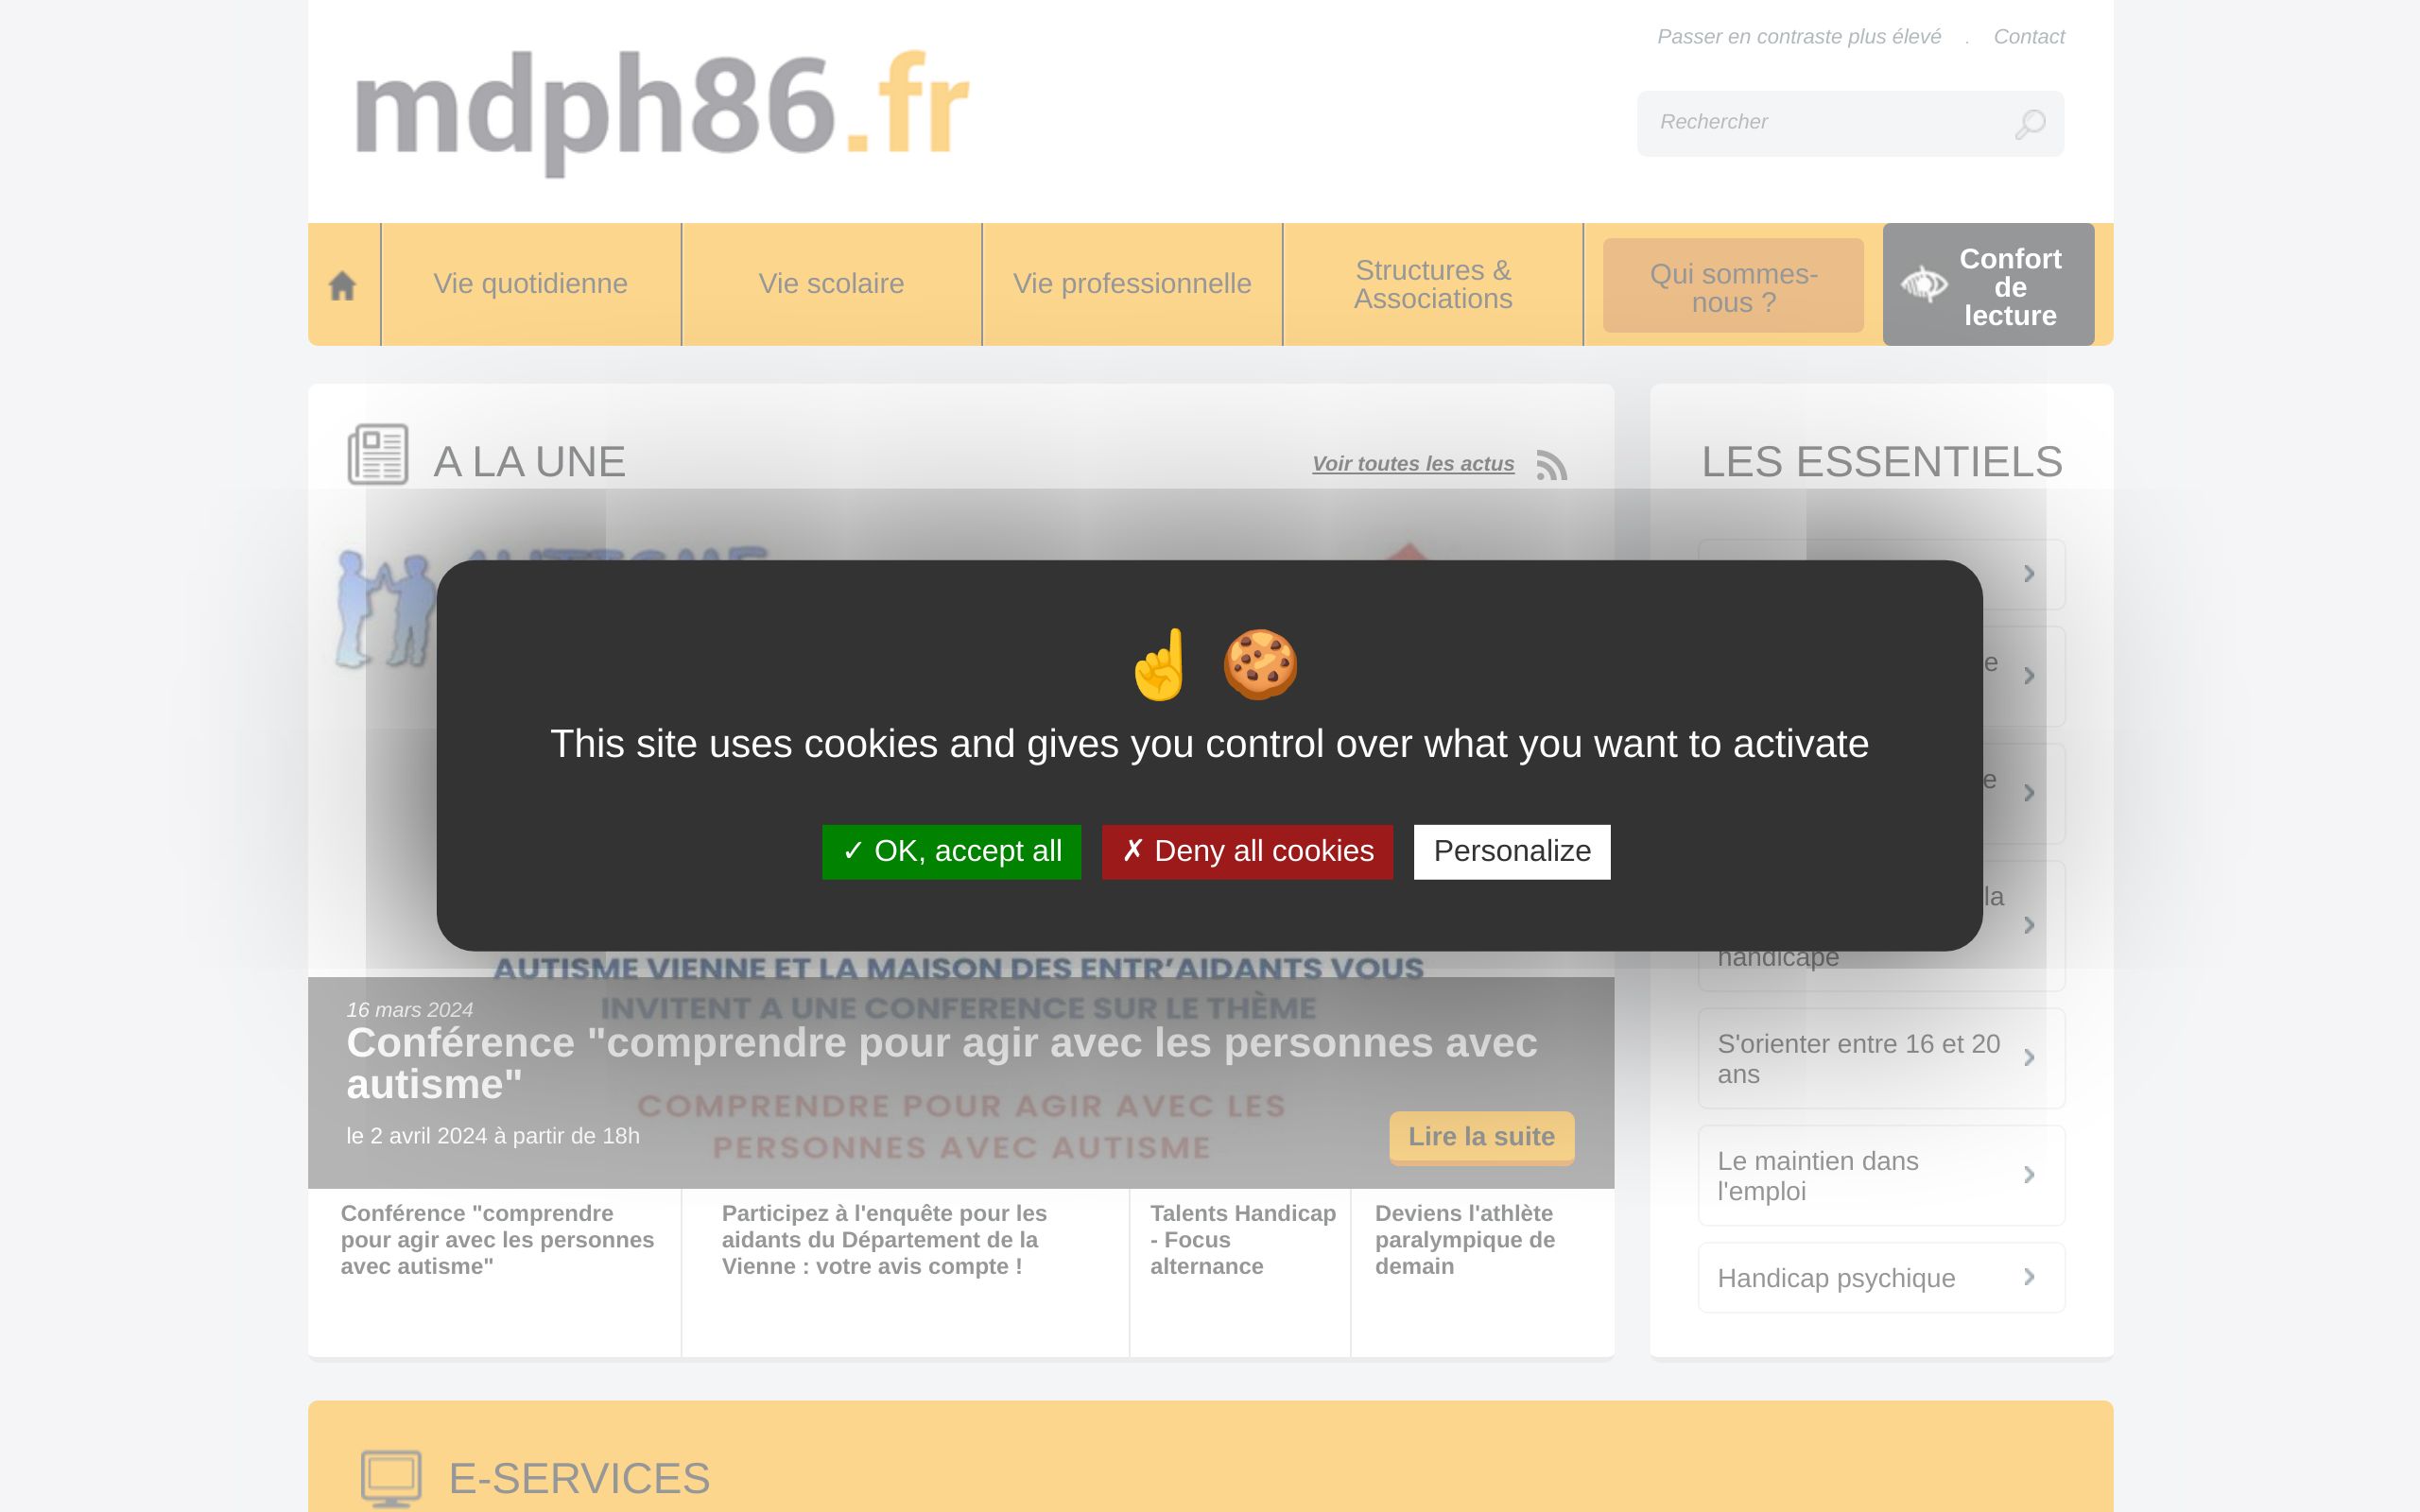 mdph86.fr
Passer en contraste plus élevé . Contact
Rechercher
Vie quotidienne
Vie scolaire
Vie professionnelle
Structures &
Associations
Qui sommes-
nous ?
Confort
de
lecture
A LA UNE
Voir toutes les actus
This site uses cookies and gives you control over what you want to activate
✓ OK, accept all
✗ Deny all cookies
Personalize
AUTISME VIENNE ET LA MAISON DES ENTR'AIDANTS VOUS
INVITENT A UNE CONFERENCE SUR LE THÈME
16 mars 2024
Conférence "comprendre pour agir avec les personnes avec
autisme"
COMPRENDRE POUR AGIR AVEC LES
PERSONNES AVEC AUTISME
le 2 avril 2024 à partir de 18h
Lire la suite
Conférence "comprendre
pour agir avec les personnes
avec autisme"
Participez à l'enquête pour les
aidants du Département de la
Vienne : votre avis compte !
Talents Handicap
- Focus
alternance
Deviens l'athlète
paralympique de
demain
LES ESSENTIELS
la
handicapé
S'orienter entre 16 et 20
ans
Le maintien dans
l'emploi
Handicap psychique
E-SERVICES